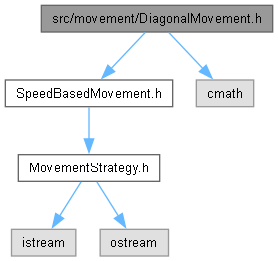 src/movement/DiagonalMovement.h
SpeedBasedMovement.h
cmath
MovementStrategy.h
istream
ostream